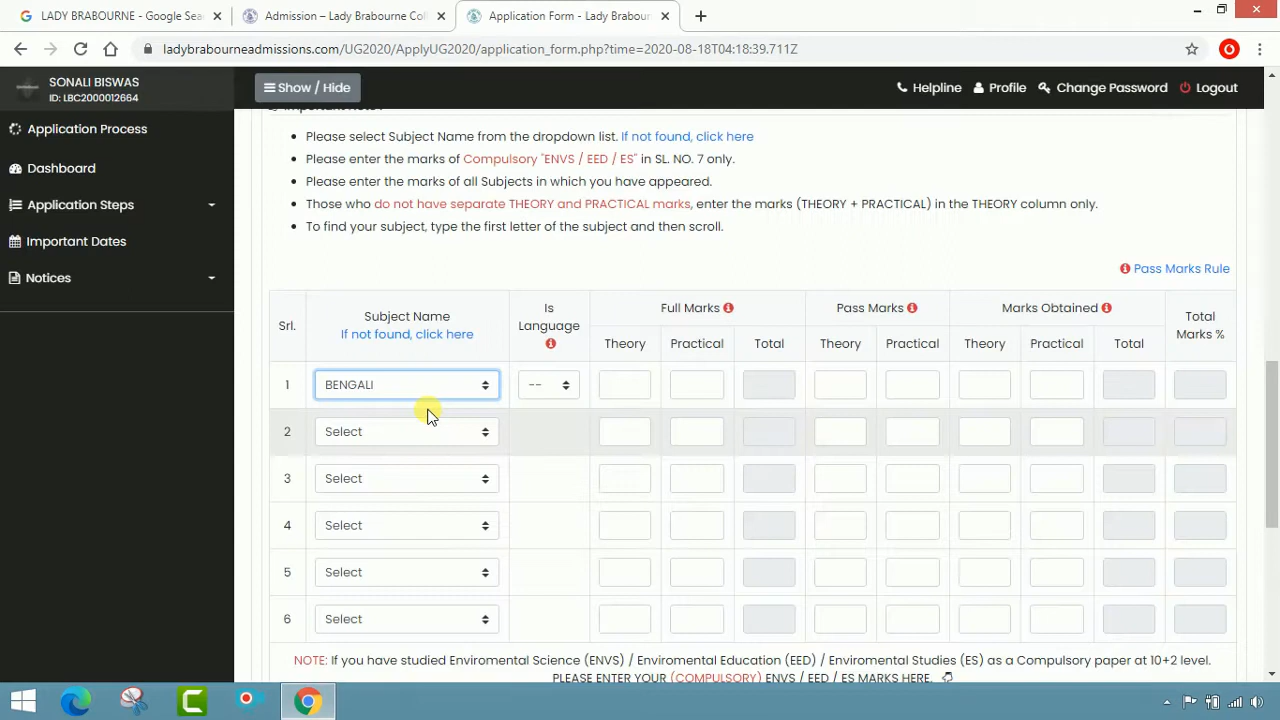 LADY BRABOURNE - Google Sea
Admission – Lady Brabourne Coll
Application Form - Lady Brabour
ladybrabourneadmissions.com/UG2020/ApplyUG2020/application_form.php?time=2020-08-18T04:18:39.711Z
SONALI BISWAS
ID: LBC2000012664
Show / Hide
Helpline
Profile
Change Password
Logout
Application Process
Dashboard
Application Steps
Important Dates
Notices
Please select Subject Name from the dropdown list. If not found, click here
Please enter the marks of Compulsory "ENVS / EED / ES" in SL. NO. 7 only.
Please enter the marks of all Subjects in which you have appeared.
Those who do not have separate THEORY and PRACTICAL marks, enter the marks (THEORY + PRACTICAL) in the THEORY column only.
To find your subject, type the first letter of the subject and then scroll.
Pass Marks Rule
Srl.
Subject Name
If not found, click here
Is Language
Full Marks
Pass Marks
Marks Obtained
Total Marks %
Theory Practical Total Theory Practical Theory Practical Total
1 BENGALI --
2 Select
3 Select
4 Select
5 Select
6 Select
NOTE: If you have studied Enviromental Science (ENVS) / Enviromental Education (EED) / Enviromental Studies (ES) as a Compulsory paper at 10+2 level.
PLEASE ENTER YOUR (COMPULSORY) ENVS / EED / ES MARKS HERE.